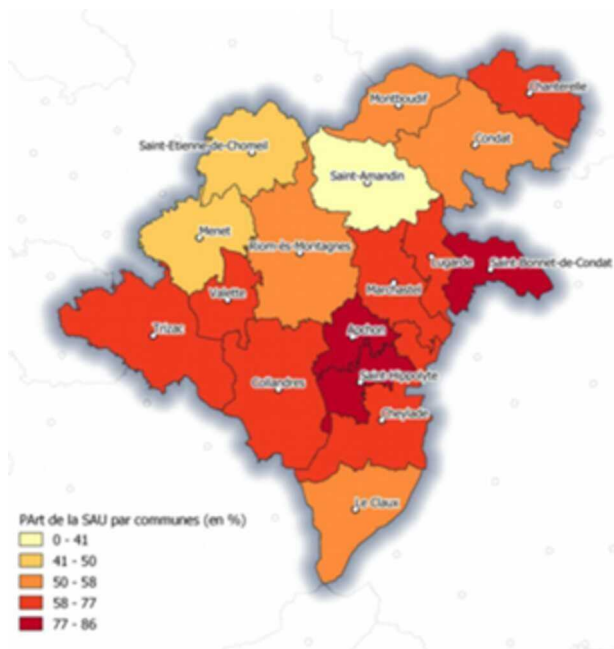 Chanterelle
Montboudif
Condat
Saint-Etienne-de-Chomeil
Saint-Amandin
Menet
Riom-ès-Montagnes
Lugarde
Saint-Bonnet-de-Condat
Valette
Marchastel
Trizac
Apchon
Collandres
Saint-Hippolyte
Cheylade
Le Claux
PArt de la SAU par communes (en %)
0 - 41
41 - 50
50 - 58
58 - 77
77 - 86